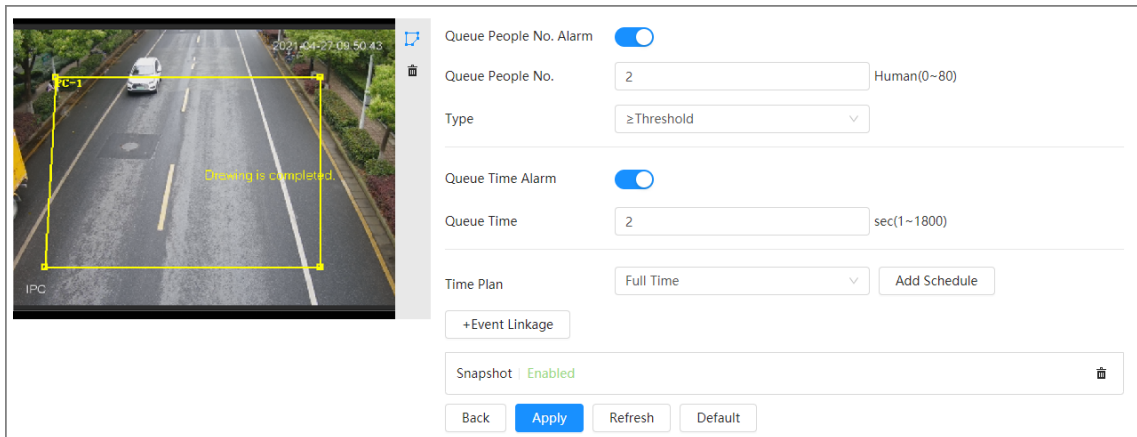 2021-04-27 09:50:43
PC-1
Drawing is completed.
IPC
Queue People No. Alarm
Queue People No. 2 Human(0~80)
Type ≥Threshold
Queue Time Alarm
Queue Time 2 sec(1~1800)
Time Plan Full Time Add Schedule
+Event Linkage
Snapshot | Enabled
Back Apply Refresh Default